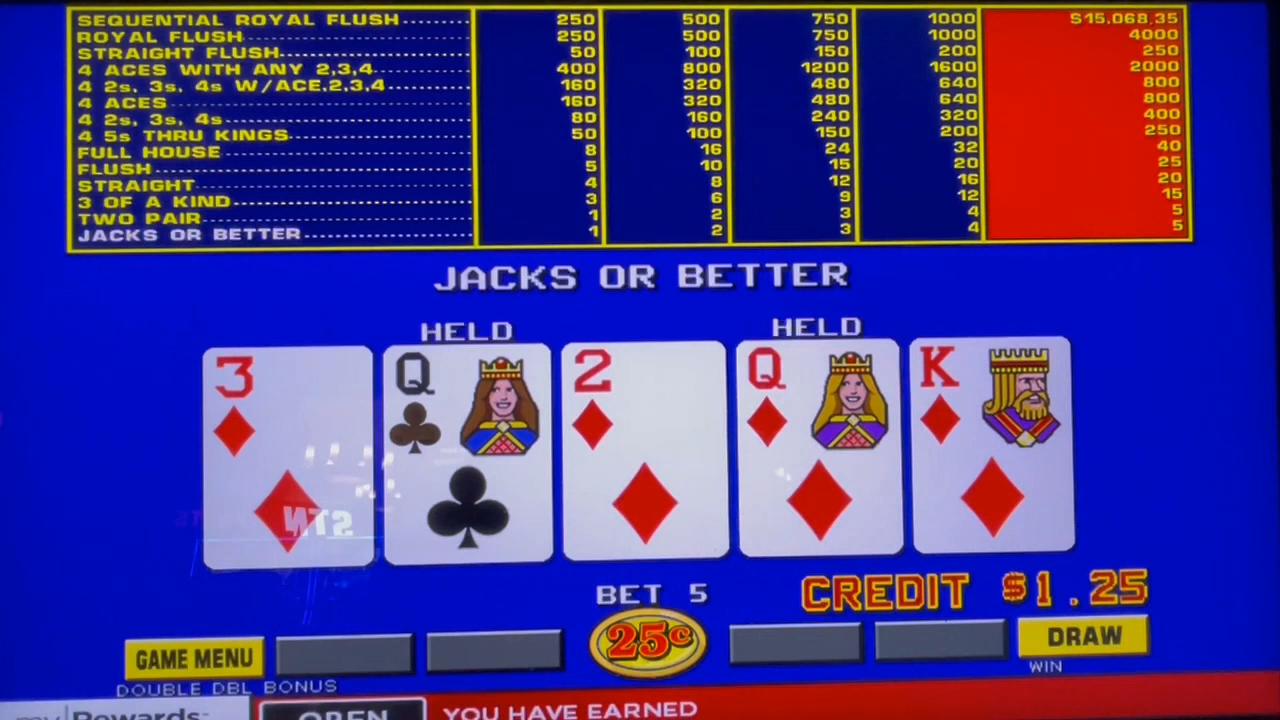 SEQUENTIAL ROYAL FLUSH 250 500 750 1000 $15,068.35
ROYAL FLUSH 250 500 750 1000 4000
STRAIGHT FLUSH 50 100 150 200 250
4 ACES WITH ANY 2,3,4 400 800 1200 1600 2000
4 2s, 3s, 4s W/ACE,2,3,4 160 320 480 640 800
4 ACES 160 320 480 640 800
4 2s, 3s, 4s 80 160 240 320 400
4 5s THRU KINGS 50 100 150 200 250
FULL HOUSE 8 16 24 32 40
FLUSH 5 10 15 20 25
STRAIGHT 4 8 12 16 20
3 OF A KIND 3 6 9 12 15
TWO PAIR 1 2 3 4 5
JACKS OR BETTER 1 2 3 4 5
JACKS OR BETTER
HELD HELD
3 Q 2 Q K
STN
BET 5 CREDIT $1.25
GAME MENU 25¢ DRAW
DOUBLE DBL BONUS WIN
my|Rewards OPEN YOU HAVE EARNED